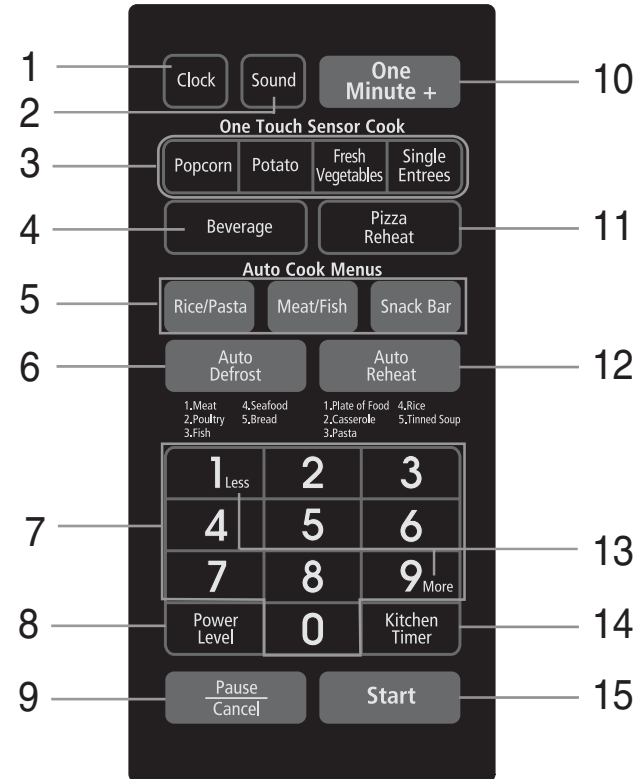 1
Clock
Sound
2
One
Minute +
10
One Touch Sensor Cook
3
Popcorn
Potato
Fresh
Vegetables
Single
Entrees
4
Beverage
Pizza
Reheat
11
Auto Cook Menus
5
Rice/Pasta
Meat/Fish
Snack Bar
6
Auto
Defrost
Auto
Reheat
12
1.Meat 4.Seafood
2.Poultry 5.Bread
3.Fish
1.Plate of Food 4.Rice
2.Casserole 5.Tinned Soup
3.Pasta
7
1 Less
2
3
4
5
6
13
7
8
9 More
8
Power
Level
0
Kitchen
Timer
14
9
Pause
Cancel
Start
15